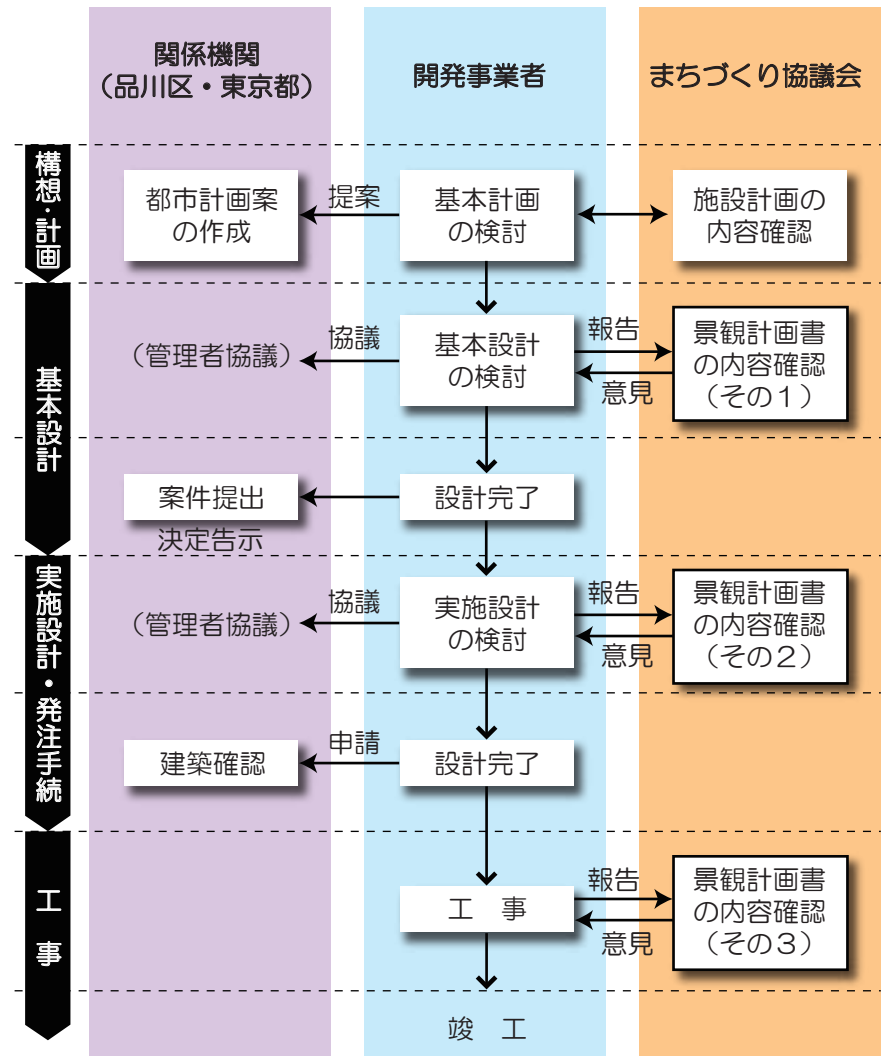 関係機関
（品川区・東京都）
開発事業者
まちづくり協議会
構想・計画
都市計画案
の作成
提案
基本計画
の検討
施設計画の
内容確認
基本設計
（管理者協議）
協議
基本設計
の検討
報告
意見
景観計画書
の内容確認
（その１）
案件提出
決定告示
設計完了
実施設計・発注手続
（管理者協議）
協議
実施設計
の検討
報告
意見
景観計画書
の内容確認
（その２）
建築確認
申請
設計完了
工　事
工　事
報告
意見
景観計画書
の内容確認
（その３）
竣　工